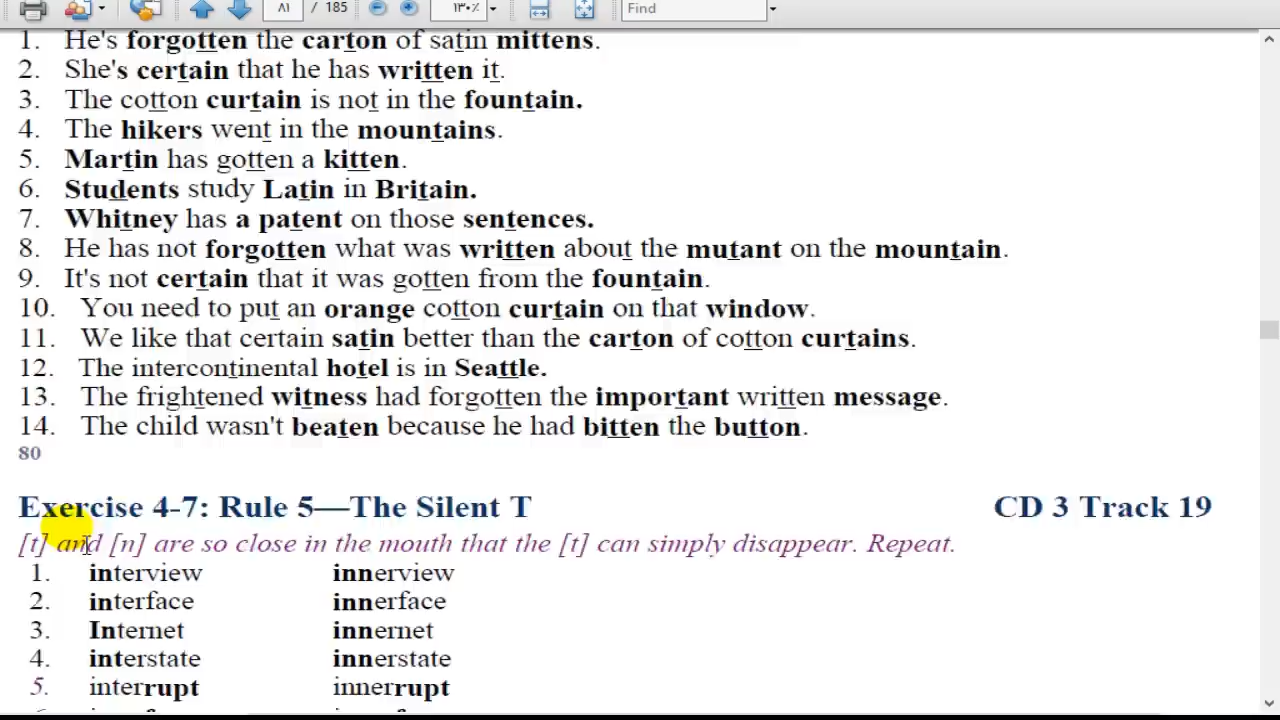 ٨١ / 185 ١٣٠٪ Find
1. He's forgotten the carton of satin mittens.
2. She's certain that he has written it.
3. The cotton curtain is not in the fountain.
4. The hikers went in the mountains.
5. Martin has gotten a kitten.
6. Students study Latin in Britain.
7. Whitney has a patent on those sentences.
8. He has not forgotten what was written about the mutant on the mountain.
9. It's not certain that it was gotten from the fountain.
10. You need to put an orange cotton curtain on that window.
11. We like that certain satin better than the carton of cotton curtains.
12. The intercontinental hotel is in Seattle.
13. The frightened witness had forgotten the important written message.
14. The child wasn't beaten because he had bitten the button.
80
Exercise 4-7: Rule 5—The Silent T CD 3 Track 19
[t] and [n] are so close in the mouth that the [t] can simply disappear. Repeat.
1. interview innerview
2. interface innerface
3. Internet innernet
4. interstate innerstate
5. interrupt innerrupt